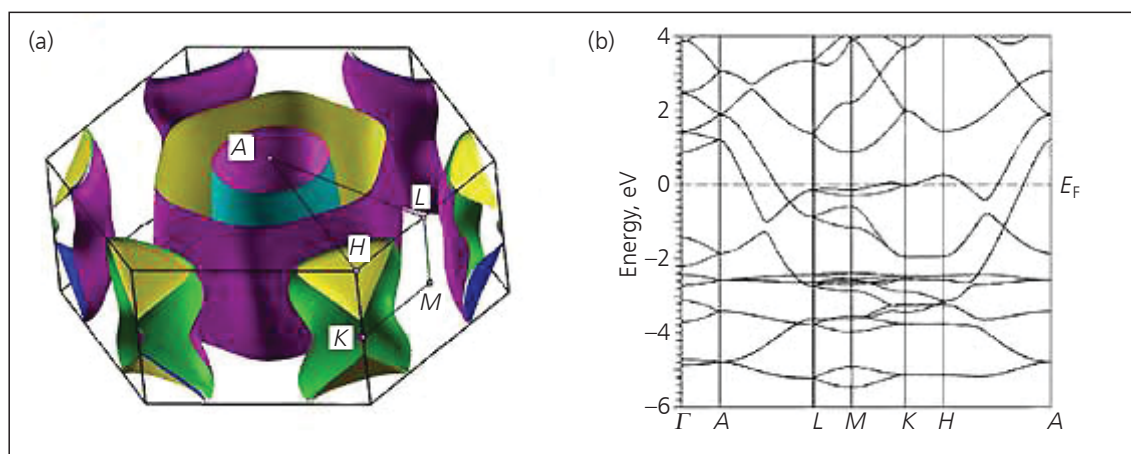 (a)
A
L
H
M
K
(b)
4
2
0
−2
−4
−6
Energy, eV
E_F
Γ A L M K H A